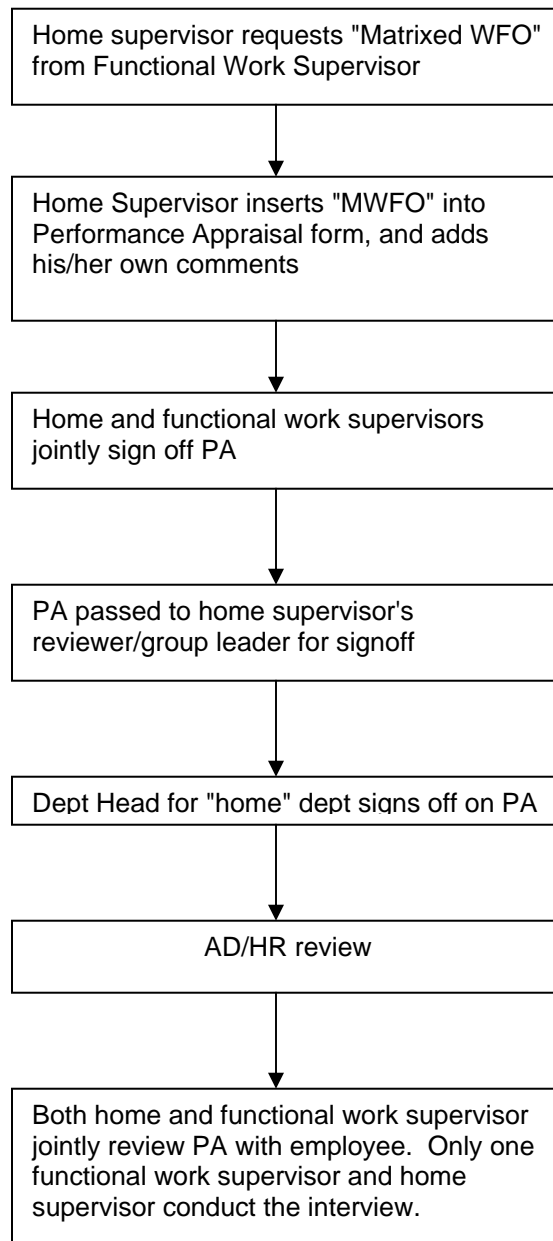 Home supervisor requests "Matrixed WFO"
from Functional Work Supervisor
Home Supervisor inserts "MWFO" into
Performance Appraisal form, and adds
his/her own comments
Home and functional work supervisors
jointly sign off PA
PA passed to home supervisor's
reviewer/group leader for signoff
Dept Head for "home" dept signs off on PA
AD/HR review
Both home and functional work supervisor
jointly review PA with employee.  Only one
functional work supervisor and home
supervisor conduct the interview.